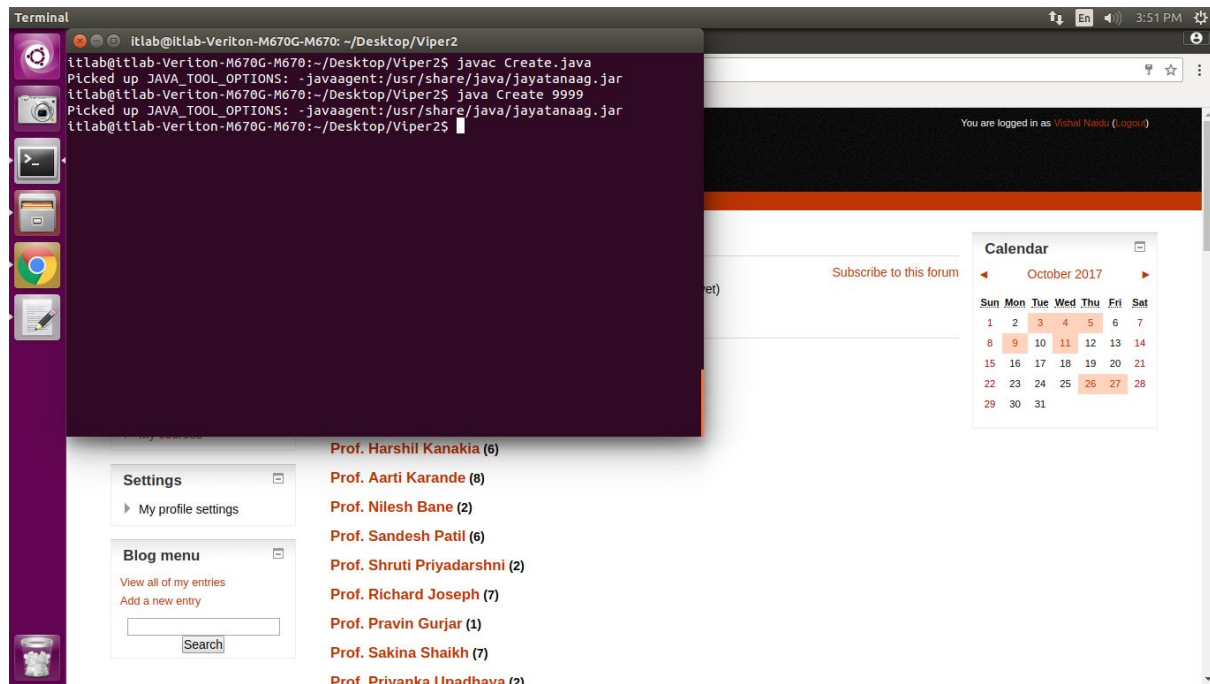 Terminal
En
3:51 PM
itlab@itlab-Veriton-M670G-M670: ~/Desktop/Viper2
itlab@itlab-Veriton-M670G-M670:~/Desktop/Viper2$ javac Create.java
Picked up JAVA_TOOL_OPTIONS: -javaagent:/usr/share/java/jayatanaag.jar
itlab@itlab-Veriton-M670G-M670:~/Desktop/Viper2$ java Create 9999
Picked up JAVA_TOOL_OPTIONS: -javaagent:/usr/share/java/jayatanaag.jar
itlab@itlab-Veriton-M670G-M670:~/Desktop/Viper2$
You are logged in as Vishal Naidu (Logout)
Subscribe to this forum
Calendar
October 2017
Sun Mon Tue Wed Thu Fri Sat
1 2 3 4 5 6 7
8 9 10 11 12 13 14
15 16 17 18 19 20 21
22 23 24 25 26 27 28
29 30 31
Settings
My profile settings
Blog menu
View all of my entries
Add a new entry
Search
Prof. Harshil Kanakia (6)
Prof. Aarti Karande (8)
Prof. Nilesh Bane (2)
Prof. Sandesh Patil (6)
Prof. Shruti Priyadarshni (2)
Prof. Richard Joseph (7)
Prof. Pravin Gurjar (1)
Prof. Sakina Shaikh (7)
Prof. Priyanka Upadhaya (2)